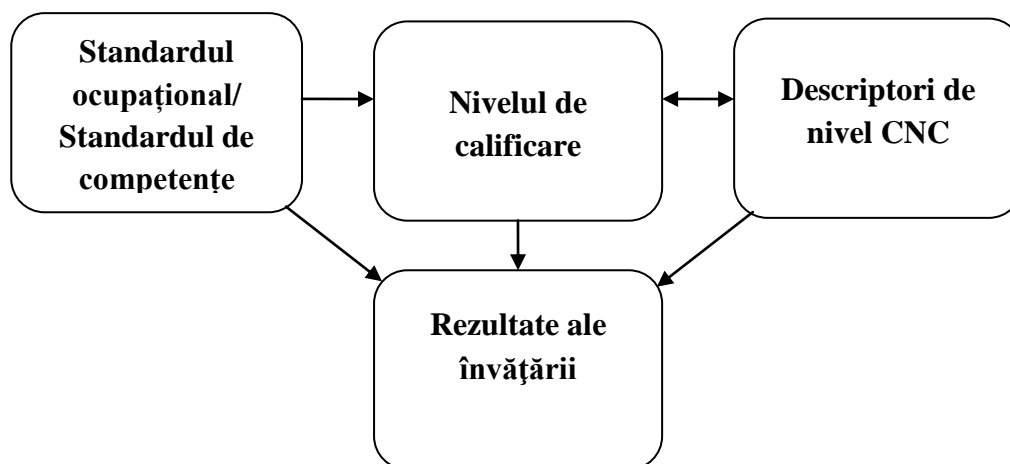 Standardul
ocupațional/
Standardul de
competențe
Nivelul de
calificare
Descriptori de
nivel CNC
Rezultate ale
învăţării